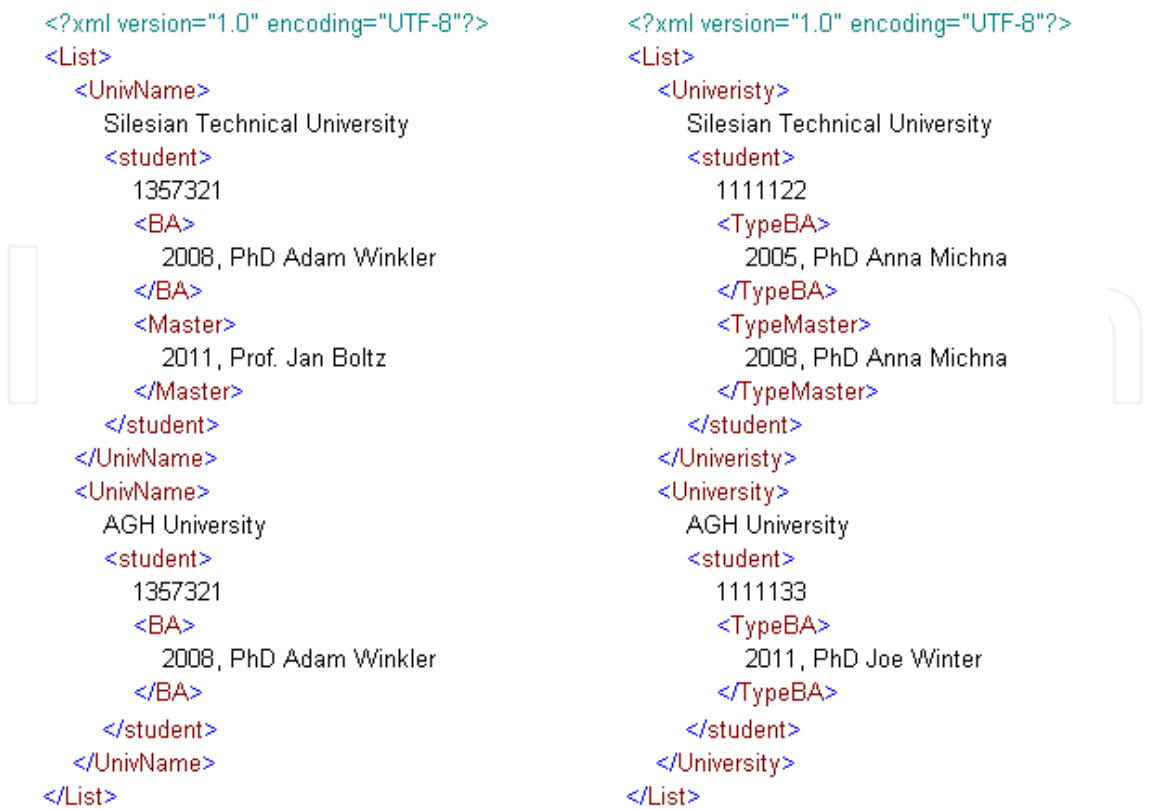 <?xml version="1.0" encoding="UTF-8"?>
<List>
<UnivName>
Silesian Technical University
<student>
1357321
<BA>
2008, PhD Adam Winkler
</BA>
<Master>
2011, Prof. Jan Boltz
</Master>
</student>
</UnivName>
<UnivName>
AGH University
<student>
1357321
<BA>
2008, PhD Adam Winkler
</BA>
</student>
</UnivName>
</List>
<?xml version="1.0" encoding="UTF-8"?>
<List>
<Univeristy>
Silesian Technical University
<student>
1111122
<TypeBA>
2005, PhD Anna Michna
</TypeBA>
<TypeMaster>
2008, PhD Anna Michna
</TypeMaster>
</student>
</Univeristy>
<University>
AGH University
<student>
1111133
<TypeBA>
2011, PhD Joe Winter
</TypeBA>
</student>
</University>
</List>